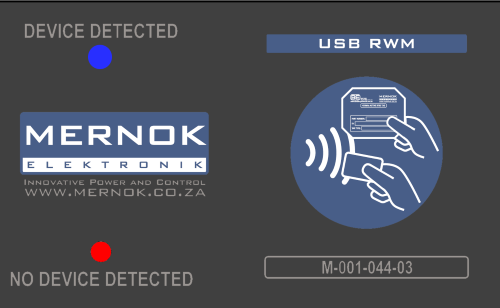 DEVICE DETECTED
USB RWM
MERNOK
ELEKTRONIK
INNOVATIVE POWER AND CONTROL
WWW.MERNOK.CO.ZA
NO DEVICE DETECTED
M-001-044-03